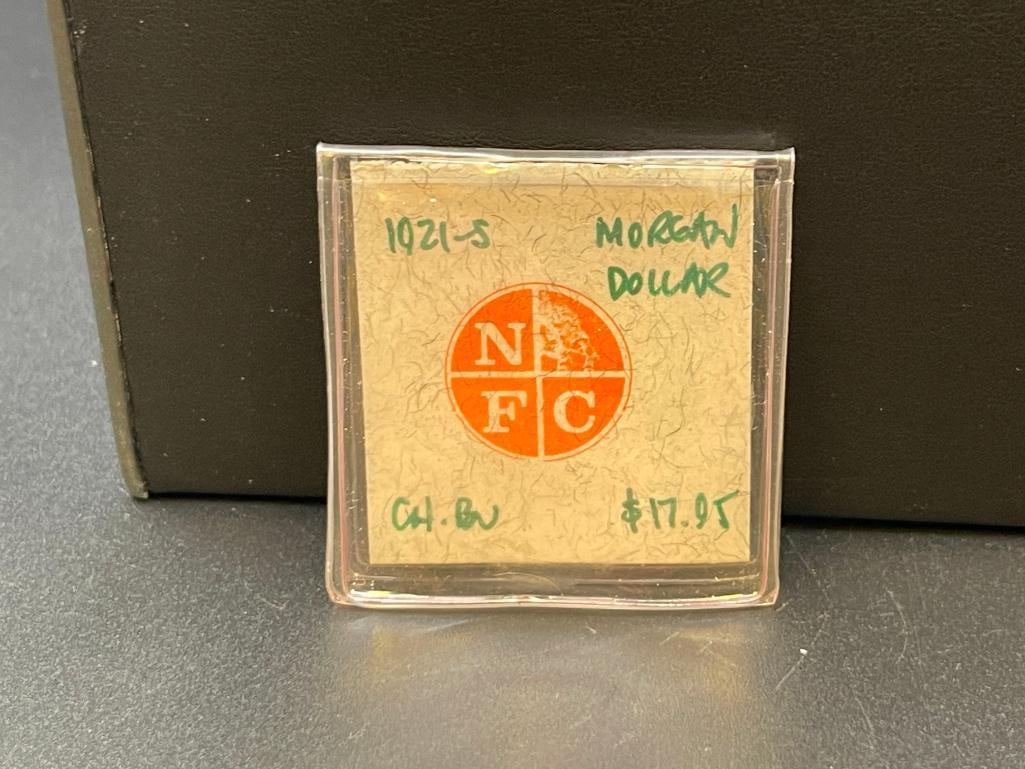 1921-S
MORGAN
DOLLAR
N
F C
Ch. BU
$17.95